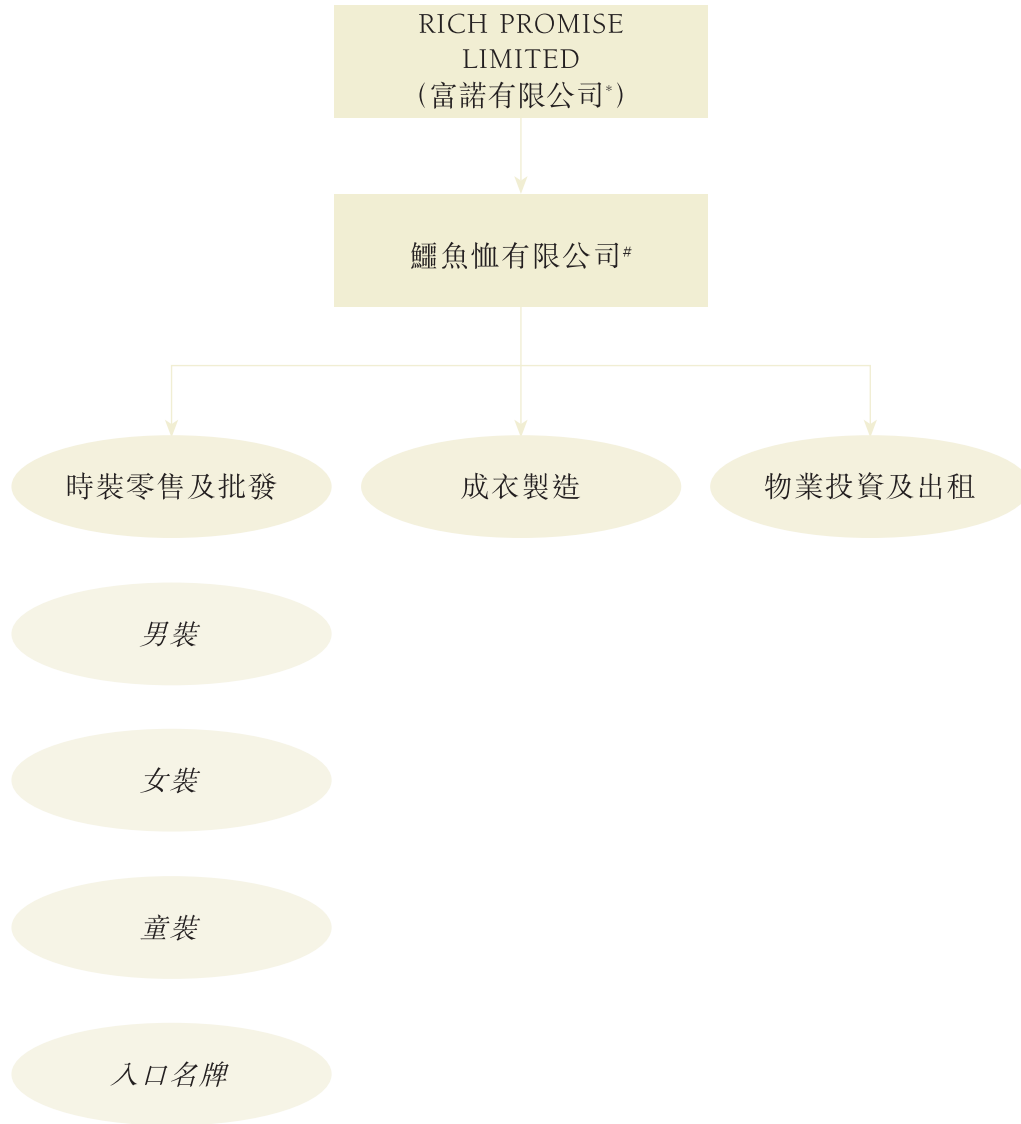 RICH PROMISE
LIMITED
(富諾有限公司*)
鱷魚恤有限公司#
時裝零售及批發
成衣製造
物業投資及出租
男裝
女裝
童裝
入口名牌